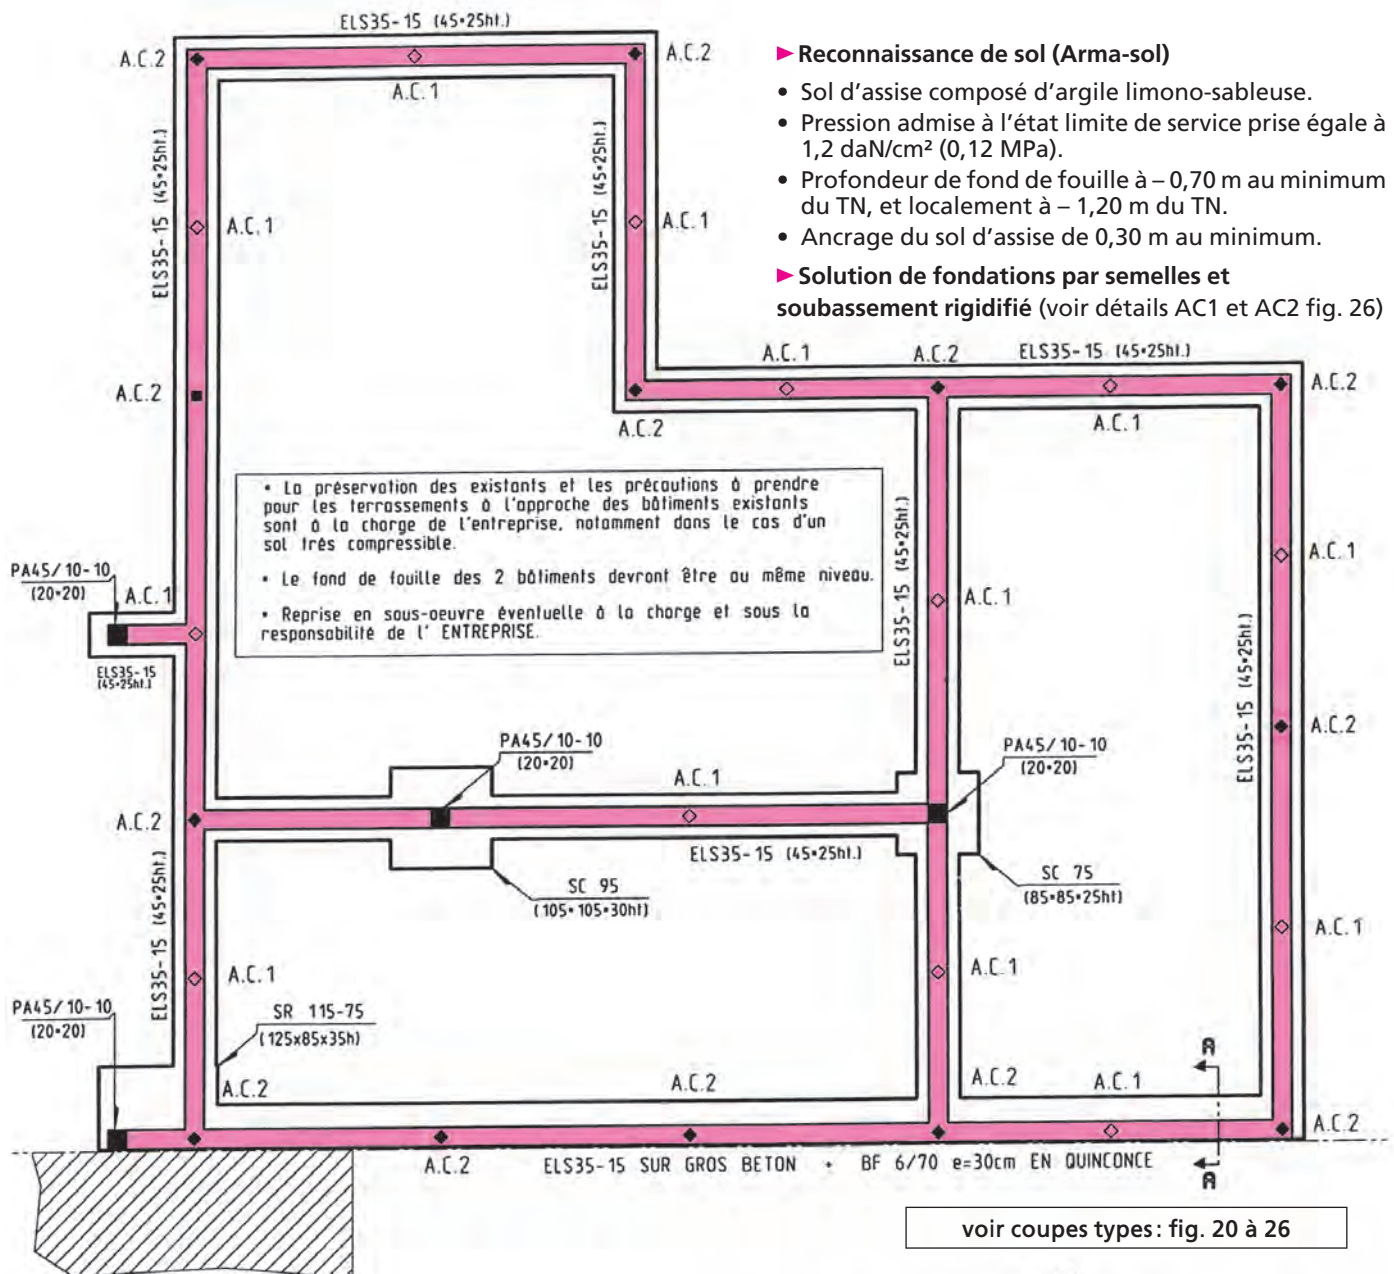 ELS35-15 (45•25ht.)
A.C.2
A.C.2
A.C.1
► Reconnaissance de sol (Arma-sol)
• Sol d'assise composé d'argile limono-sableuse.
• Pression admise à l'état limite de service prise égale à
1,2 daN/cm² (0,12 MPa).
• Profondeur de fond de fouille à – 0,70 m au minimum
du TN, et localement à – 1,20 m du TN.
• Ancrage du sol d'assise de 0,30 m au minimum.
► Solution de fondations par semelles et
soubassement rigidifié (voir détails AC1 et AC2 fig. 26)
ELS35-15 (45•25ht.)
ELS35-15 (45•25ht.)
A.C.1
A.C.1
A.C.1
A.C.2
ELS35-15 (45•25ht.)
A.C.2
A.C.2
A.C.2
A.C.1
• La préservation des existants et les précautions à prendre
pour les terrassements à l'approche des bâtiments existants
sont à la charge de l'entreprise, notamment dans le cas d'un
sol très compressible.
• Le fond de fouille des 2 bâtiments devront être au même niveau.
• Reprise en sous-oeuvre éventuelle à la charge et sous la
responsabilité de l' ENTREPRISE.
ELS35-15 (45•25ht.)
A.C.1
A.C.1
PA45/10-10
(20•20)
A.C.1
ELS35-15
(45•25ht.)
ELS35-15 (45•25ht.)
A.C.2
PA45/10-10
(20•20)
A.C.1
PA45/10-10
(20•20)
A.C.2
ELS35-15 (45•25ht.)
ELS35-15 (45•25ht.)
SC 95
(105•105•30ht)
SC 75
(85•85•25ht)
A.C.1
A.C.1
A.C.1
PA45/10-10
(20•20)
SR 115-75
(125x85x35h)
A
A.C.2
A.C.2
A.C.2
A.C.1
A.C.2
A.C.2
ELS35-15 SUR GROS BETON + BF 6/70 e=30cm EN QUINCONCE
A
voir coupes types : fig. 20 à 26